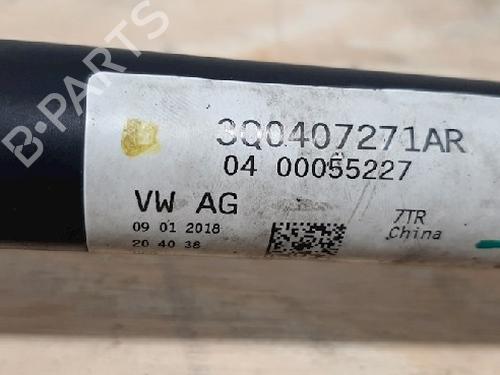 B-PARTS
3Q0407271AR
04 00055227
VW AG
09 01 2018
20 40 38
7TR
China